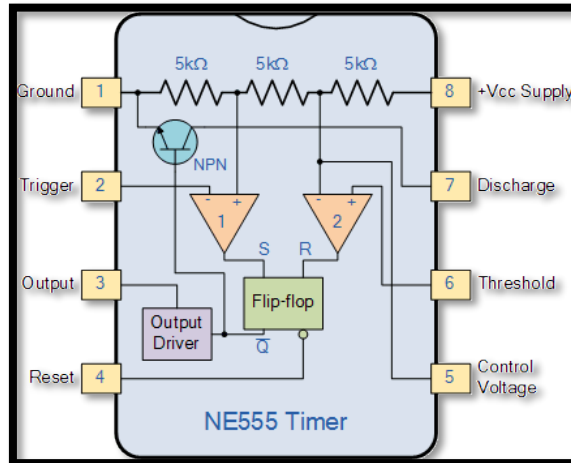 5kΩ 5kΩ 5kΩ
Ground 1
8 +Vcc Supply
NPN
Trigger 2
7 Discharge
- +
- +
1
2
S R
Output 3
6 Threshold
Flip-flop
Output
Driver
Q̅
Reset 4
5 Control
Voltage
NE555 Timer